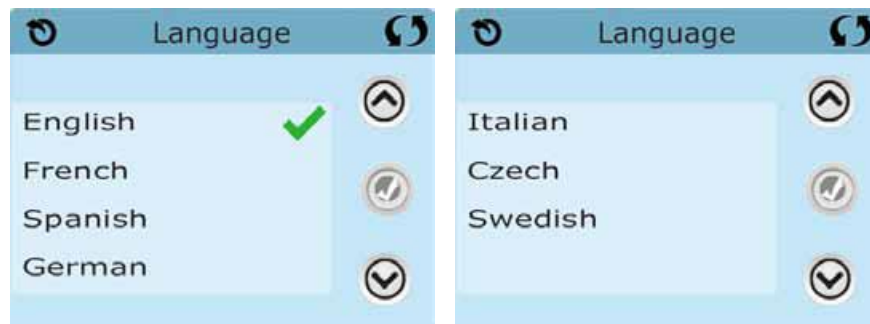 Language
English
French
Spanish
German
Language
Italian
Czech
Swedish